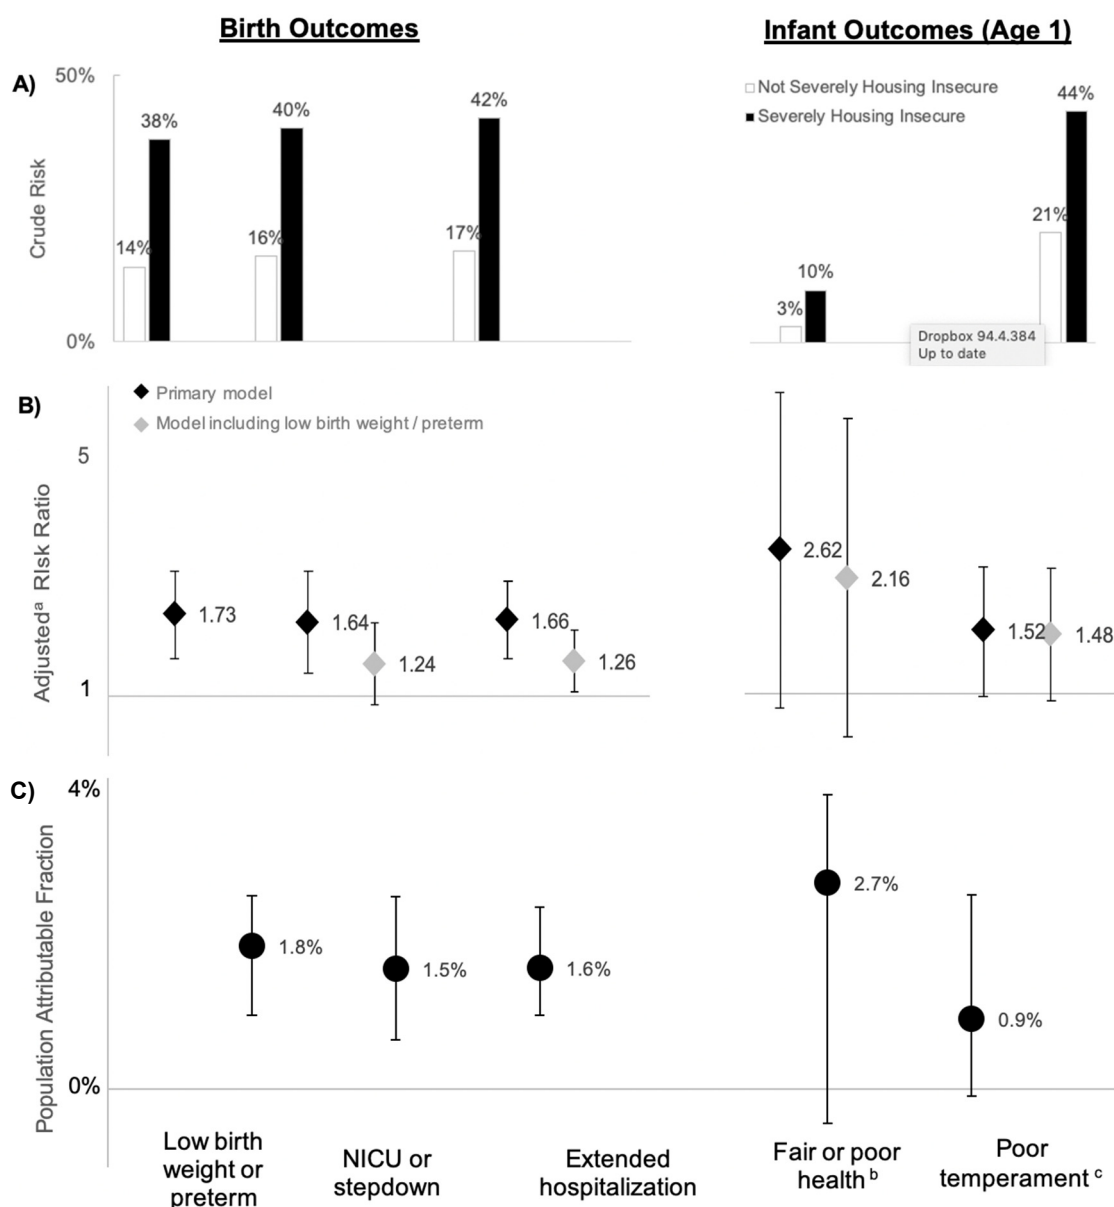 Birth Outcomes
Infant Outcomes (Age 1)
A)
50%
Crude Risk
0%
14%
38%
16%
40%
17%
42%
Not Severely Housing Insecure
Severely Housing Insecure
3%
10%
21%
44%
Dropbox 94.4.384
Up to date
B)
Primary model
Model including low birth weight / preterm
5
Adjustedª RIsk Ratio
1
1.73
1.64
1.24
1.66
1.26
2.62
2.16
1.52
1.48
C)
4%
Population Attributable Fraction
0%
1.8%
1.5%
1.6%
2.7%
0.9%
Low birth
weight or
preterm
NICU or
stepdown
Extended
hospitalization
Fair or poor
health b
Poor
temperament c